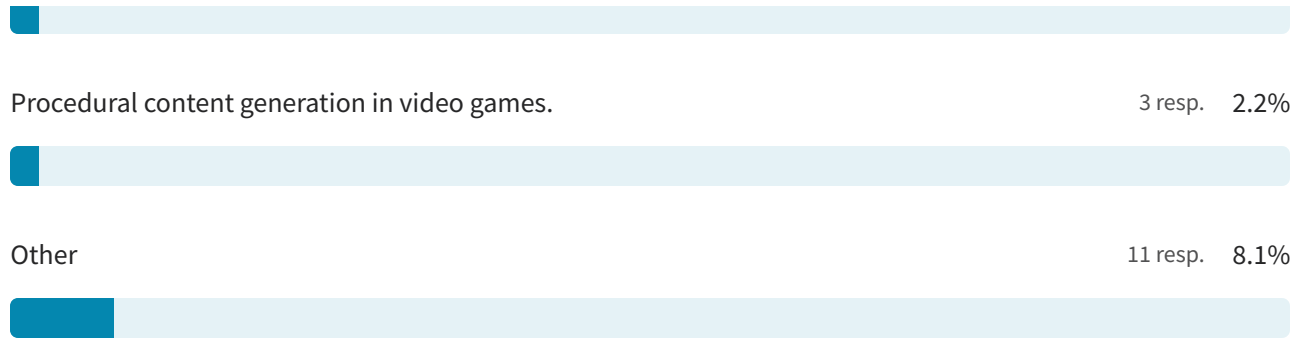 Procedural content generation in video games. 3 resp. 2.2%
Other 11 resp. 8.1%